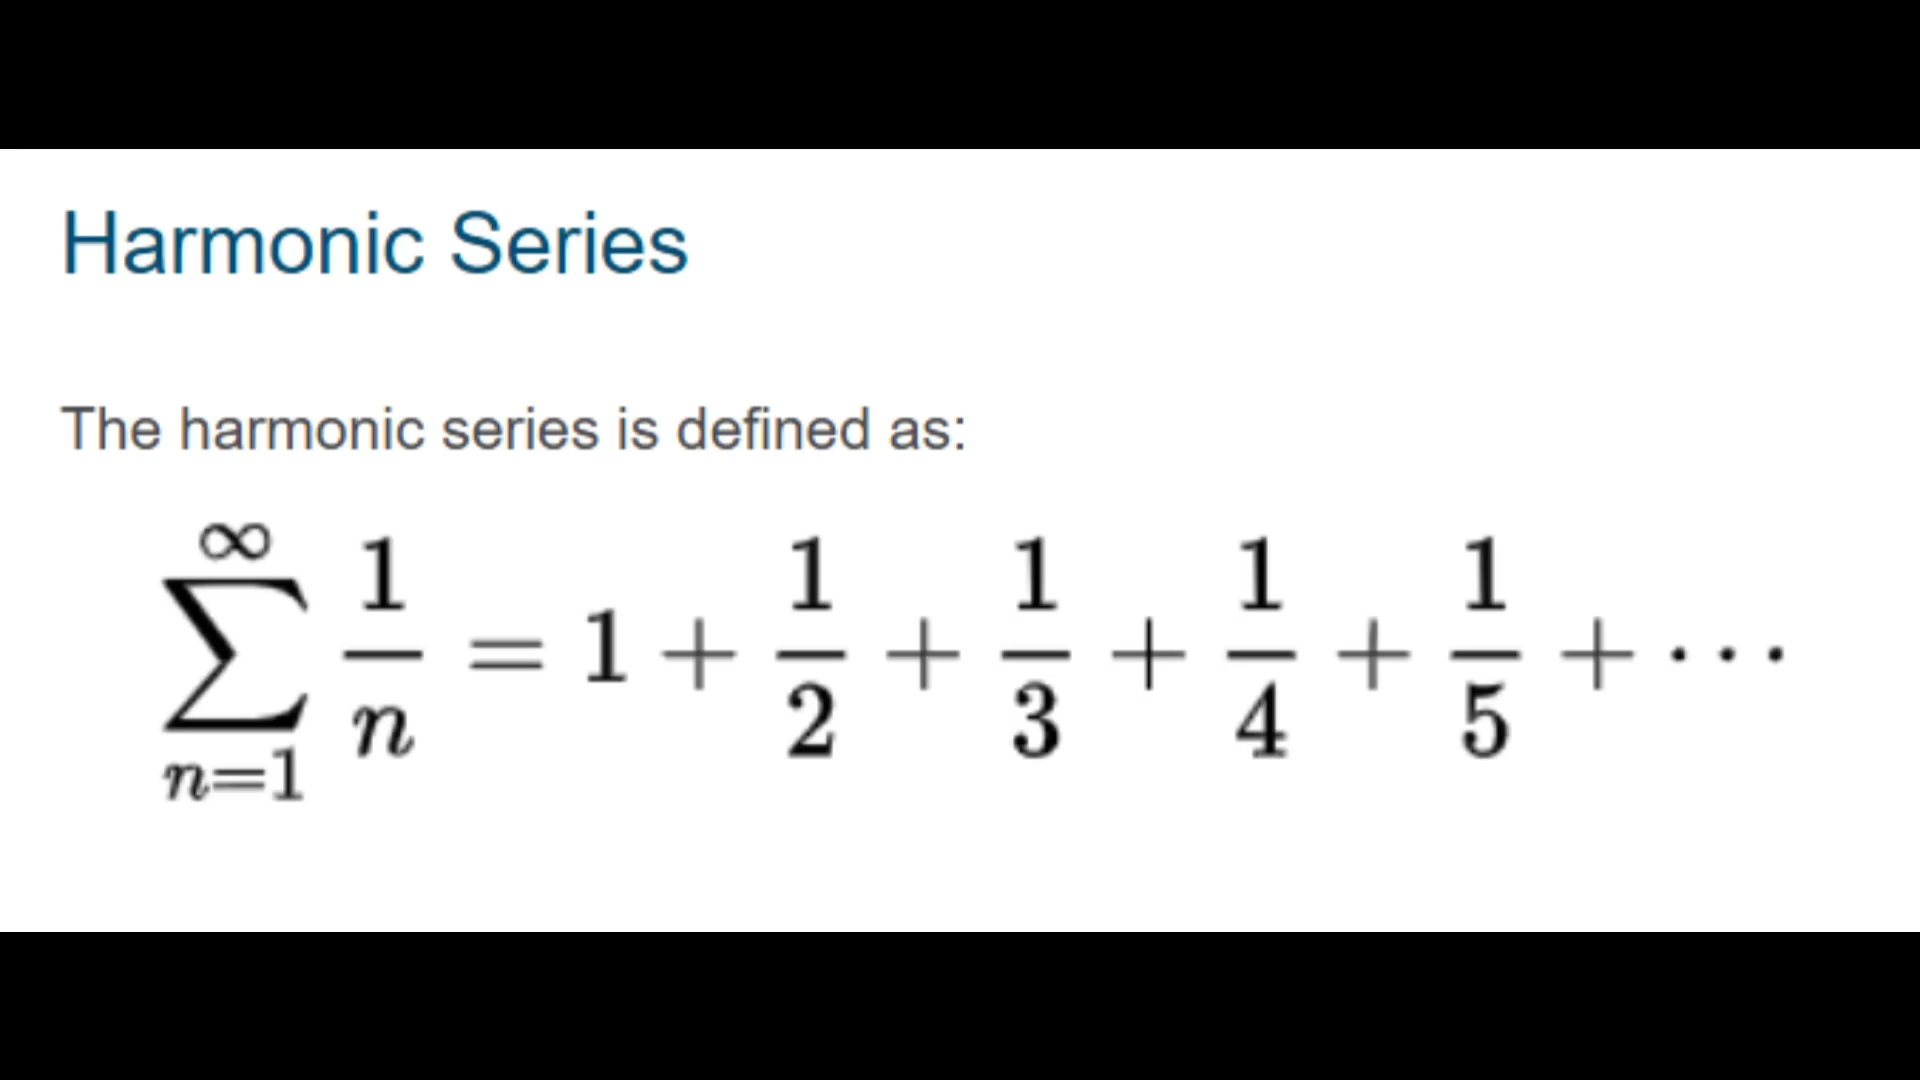 Harmonic Series
The harmonic series is defined as:
∑_{n=1}^{∞} 1/n = 1 + 1/2 + 1/3 + 1/4 + 1/5 + ···